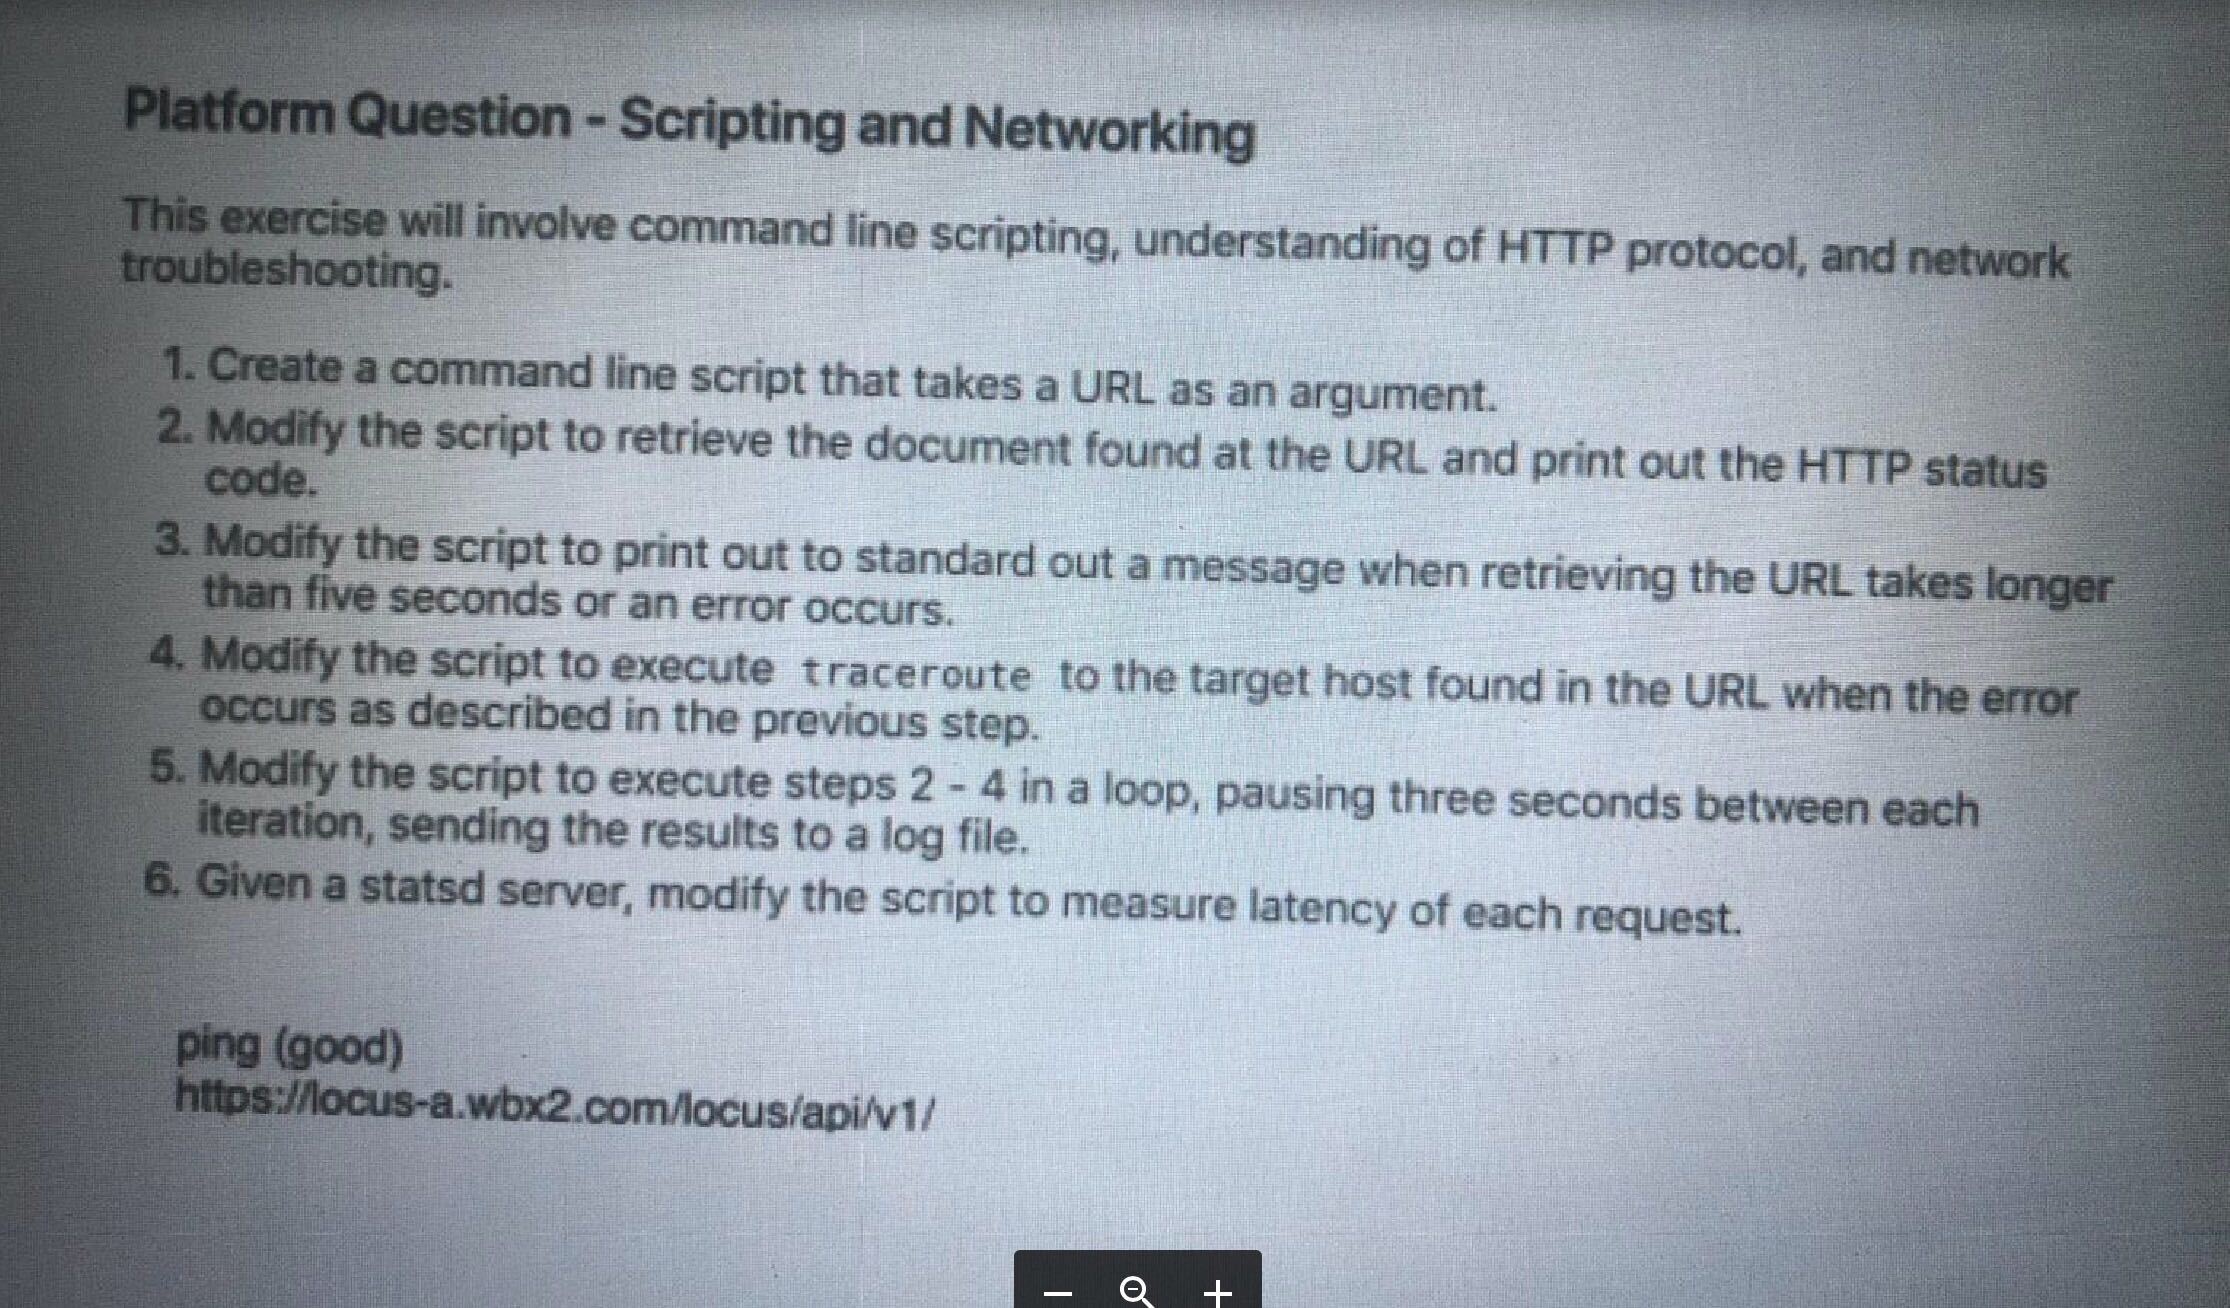 Platform Question - Scripting and Networking
This exercise will involve command line scripting, understanding of HTTP protocol, and network
troubleshooting.
1. Create a command line script that takes a URL as an argument.
2. Modify the script to retrieve the document found at the URL and print out the HTTP status
code.
3. Modify the script to print out to standard out a message when retrieving the URL takes longer
than five seconds or an error occurs.
4. Modify the script to execute traceroute to the target host found in the URL when the error
occurs as described in the previous step.
5. Modify the script to execute steps 2 - 4 in a loop, pausing three seconds between each
iteration, sending the results to a log file.
6. Given a statsd server, modify the script to measure latency of each request.
ping (good)
https://locus-a.wbx2.com/locus/api/v1/